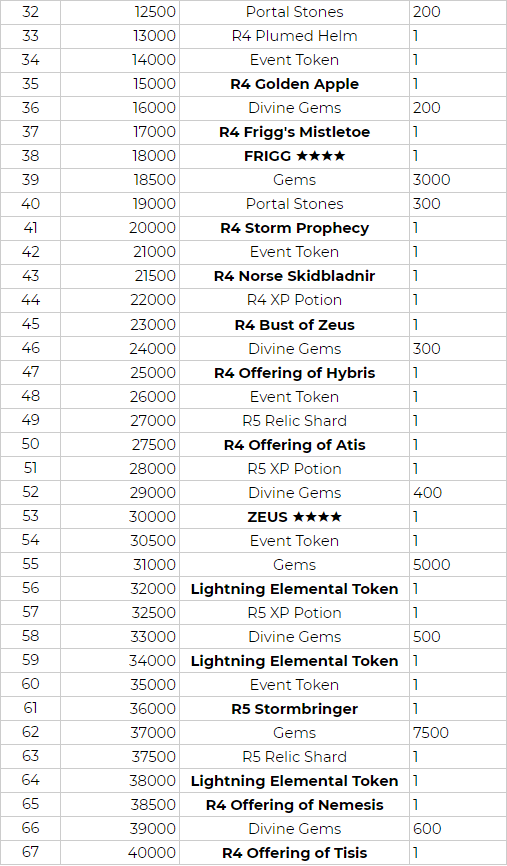 32 12500 Portal Stones 200
33 13000 R4 Plumed Helm 1
34 14000 Event Token 1
35 15000 R4 Golden Apple 1
36 16000 Divine Gems 200
37 17000 R4 Frigg's Mistletoe 1
38 18000 FRIGG ★★★★ 1
39 18500 Gems 3000
40 19000 Portal Stones 300
41 20000 R4 Storm Prophecy 1
42 21000 Event Token 1
43 21500 R4 Norse Skidbladnir 1
44 22000 R4 XP Potion 1
45 23000 R4 Bust of Zeus 1
46 24000 Divine Gems 300
47 25000 R4 Offering of Hybris 1
48 26000 Event Token 1
49 27000 R5 Relic Shard 1
50 27500 R4 Offering of Atis 1
51 28000 R5 XP Potion 1
52 29000 Divine Gems 400
53 30000 ZEUS ★★★★ 1
54 30500 Event Token 1
55 31000 Gems 5000
56 32000 Lightning Elemental Token 1
57 32500 R5 XP Potion 1
58 33000 Divine Gems 500
59 34000 Lightning Elemental Token 1
60 35000 Event Token 1
61 36000 R5 Stormbringer 1
62 37000 Gems 7500
63 37500 R5 Relic Shard 1
64 38000 Lightning Elemental Token 1
65 38500 R4 Offering of Nemesis 1
66 39000 Divine Gems 600
67 40000 R4 Offering of Tisis 1